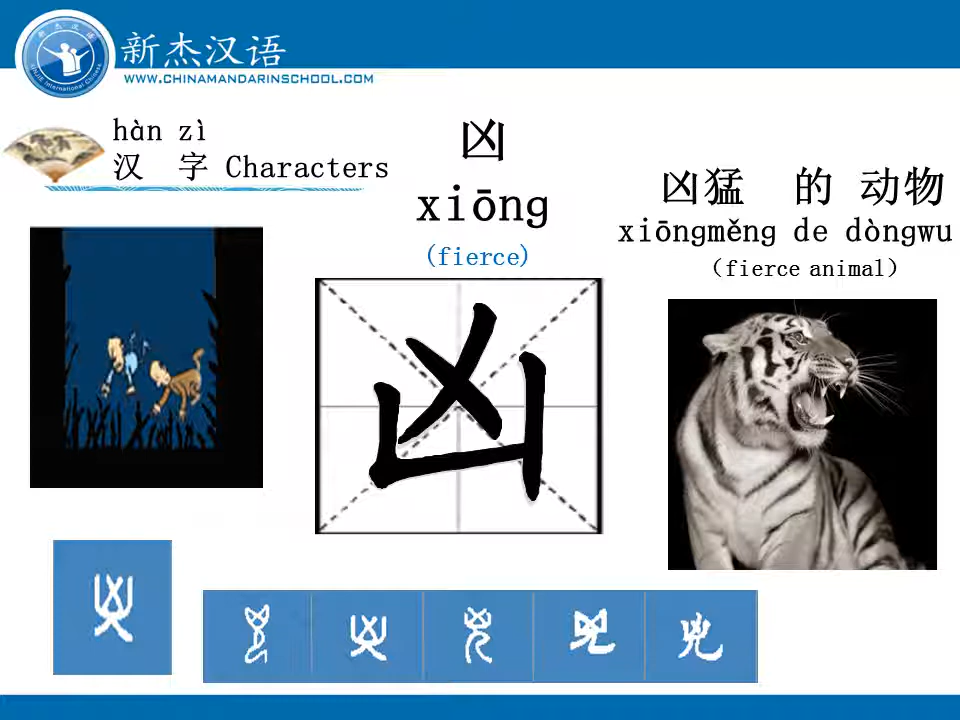 新杰汉语
WWW.CHINAMANDARINSCHOOL.COM
hàn zì
汉 字 Characters
凶
xiōng
(fierce)
凶猛 的 动物
xiōngměng de dòngwu
（fierce animal）
凶